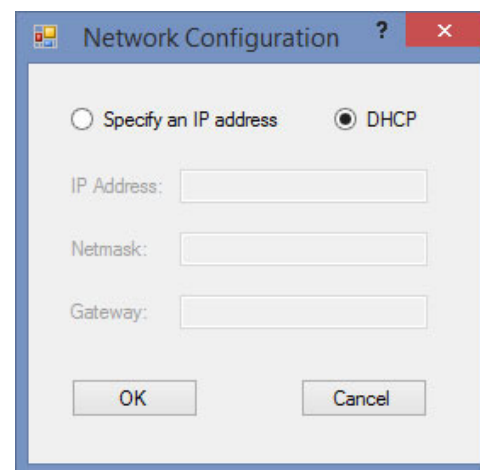 Network Configuration ?
Specify an IP address DHCP
IP Address:
Netmask:
Gateway:
OK Cancel